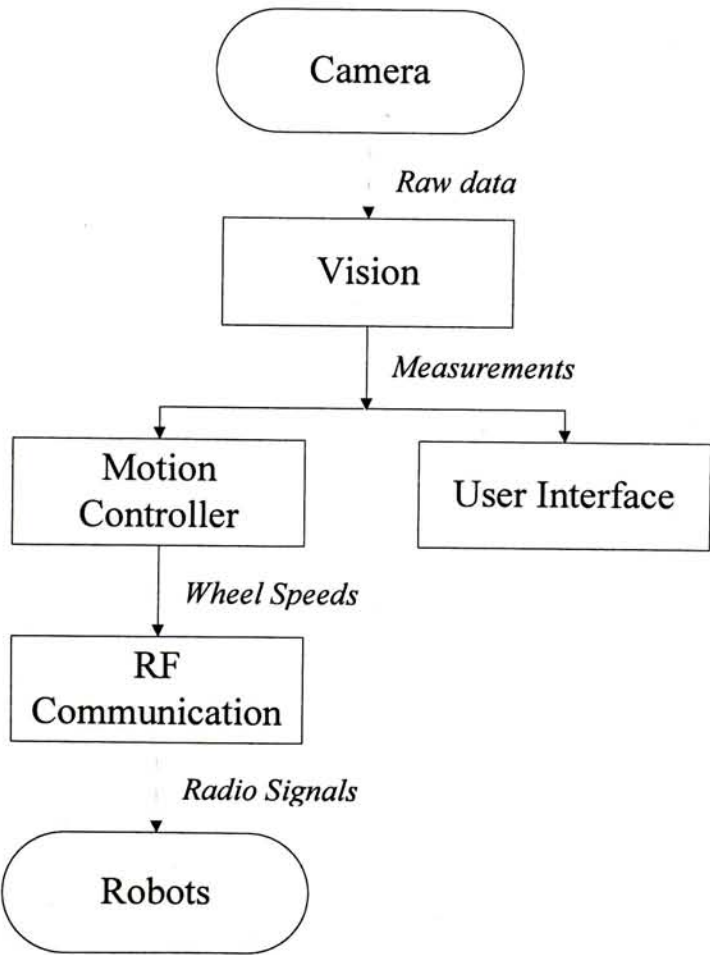 Camera
Raw data
Vision
Measurements
Motion
Controller
User Interface
Wheel Speeds
RF
Communication
Radio Signals
Robots